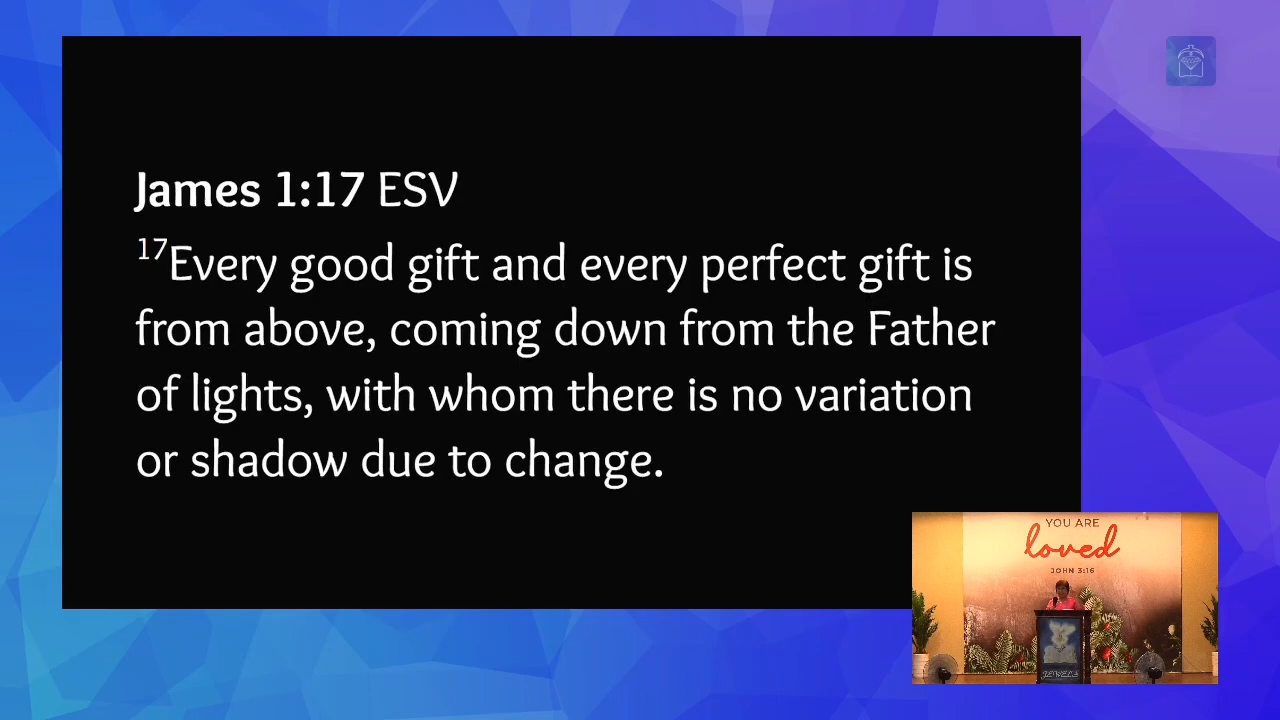 James 1:17 ESV
17Every good gift and every perfect gift is
from above, coming down from the Father
of lights, with whom there is no variation
or shadow due to change.
YOU ARE
loved
JOHN 3:16
JEWELS